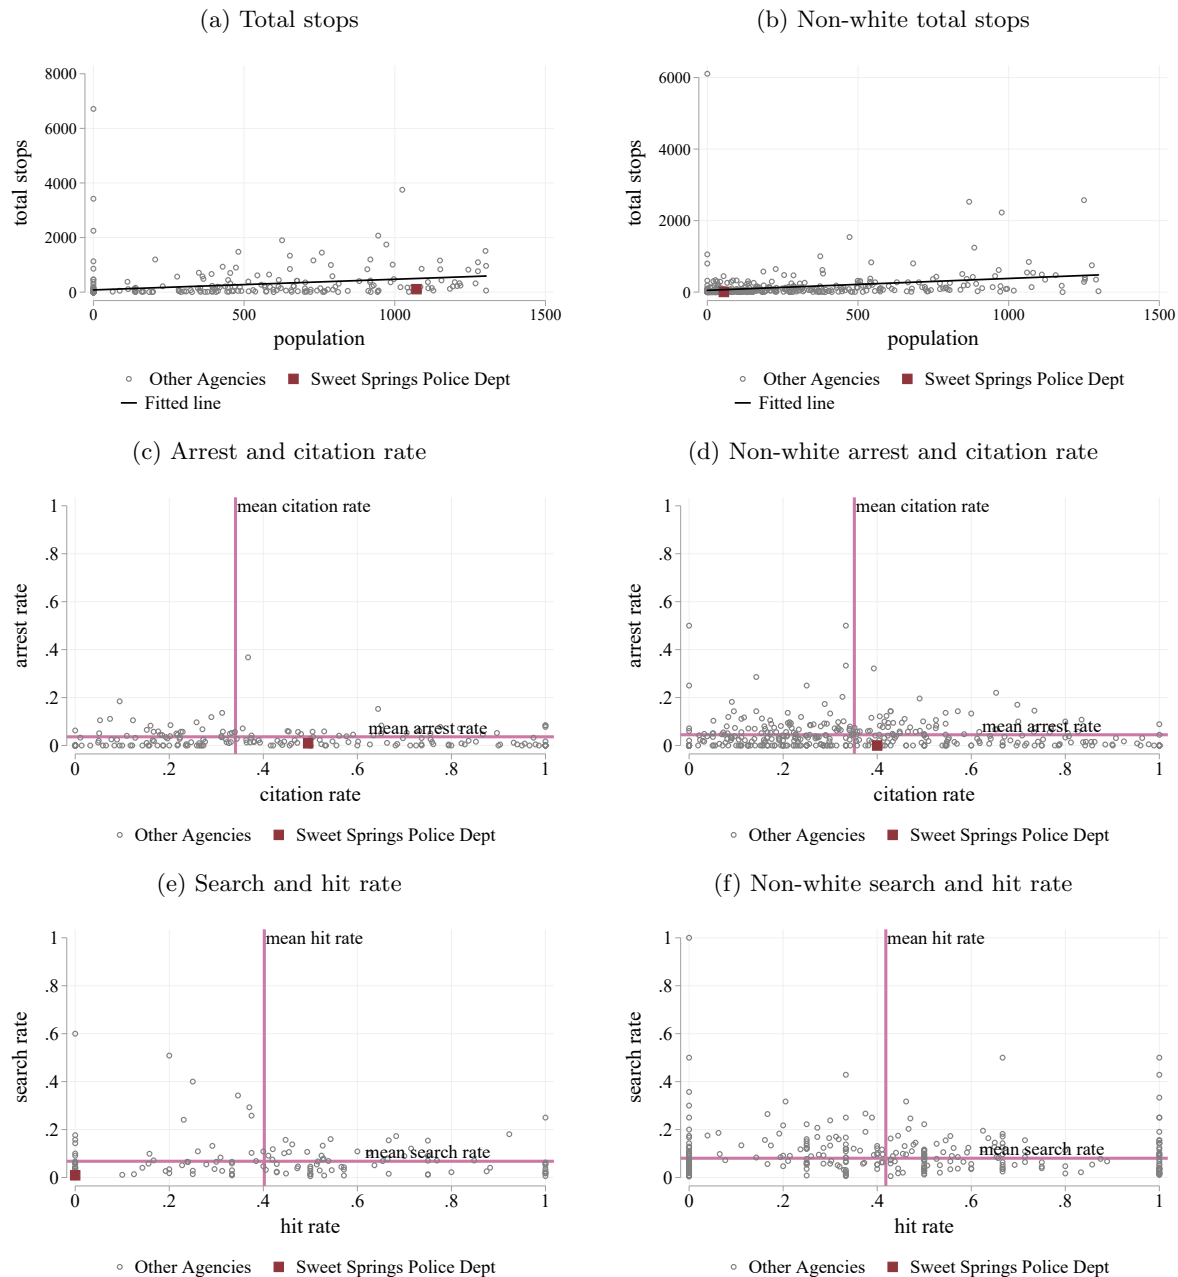 (a) Total stops
total stops
8000
6000
4000
2000
0
0 500 1000 1500
population
Other Agencies Sweet Springs Police Dept
Fitted line
(b) Non-white total stops
total stops
6000
4000
2000
0
0 500 1000 1500
population
Other Agencies Sweet Springs Police Dept
Fitted line
(c) Arrest and citation rate
mean citation rate
arrest rate
1
.8
.6
.4
.2
0
mean arrest rate
0 .2 .4 .6 .8 1
citation rate
Other Agencies Sweet Springs Police Dept
(d) Non-white arrest and citation rate
mean citation rate
arrest rate
1
.8
.6
.4
.2
0
mean arrest rate
0 .2 .4 .6 .8 1
citation rate
Other Agencies Sweet Springs Police Dept
(e) Search and hit rate
mean hit rate
search rate
1
.8
.6
.4
.2
0
mean search rate
0 .2 .4 .6 .8 1
hit rate
Other Agencies Sweet Springs Police Dept
(f) Non-white search and hit rate
mean hit rate
search rate
1
.8
.6
.4
.2
0
mean search rate
0 .2 .4 .6 .8 1
hit rate
Other Agencies Sweet Springs Police Dept